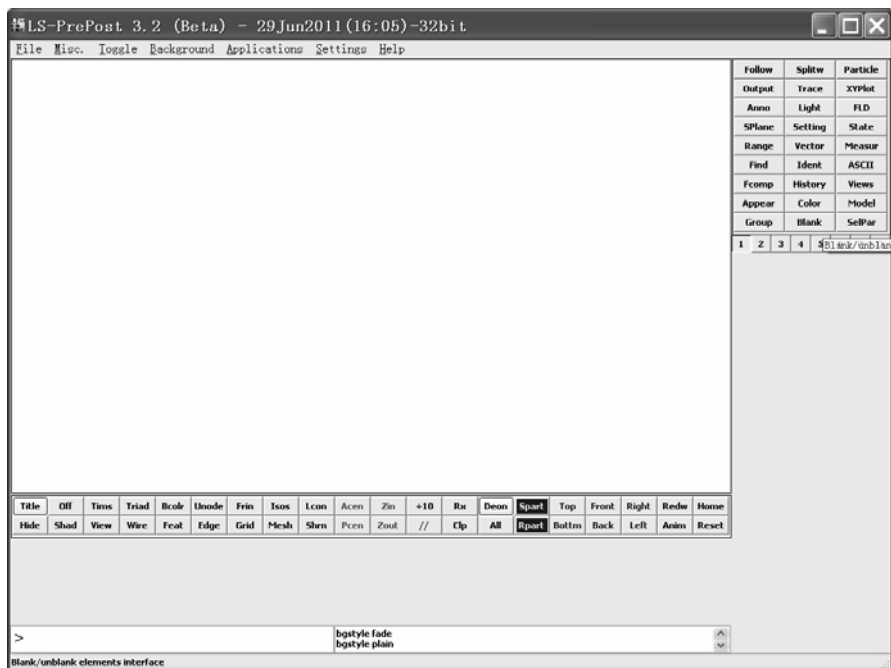 LS-PrePost 3.2 (Beta) - 29Jun2011(16:05)-32bit
File Misc. Toggle Background Applications Settings Help
Follow Splitw Particle
Output Trace XYPlot
Anno Light FLD
SPlane Setting State
Range Vector Measur
Find Ident ASCII
Fcomp History Views
Appear Color Model
Group Blank SelPar
1 2 3 4 5 Blank/unblan
Title Off Tims Triad Bcolr Unode Frin Isos Lcon Acen Zin +10 Rx Deon Spart Top Front Right Redw Home
Hide Shad View Wire Feat Edge Grid Mesh Shrn Pcen Zout // Clp All Rpart Bottm Back Left Anim Reset
>
bgstyle fade
bgstyle plain
Blank/unblank elements interface